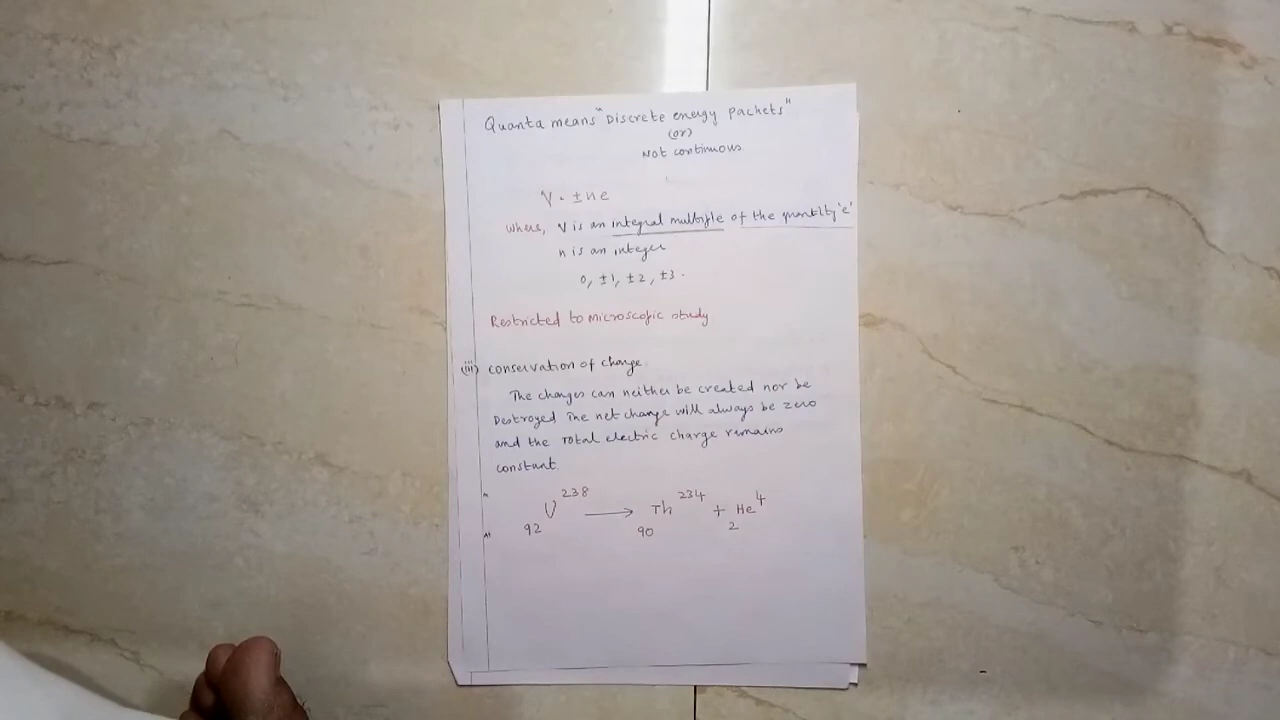 Quanta means "Discrete energy packets"
(or)
Not continuous.
V = ±ne
where, V is an integral multiple of the quantity 'e'
n is an integer
0, ±1, ±2, ±3.
Restricted to microscopic study
(iii) conservation of charge.
The charges can neither be created nor be
Destroyed The net charge will always be zero
and the Total electric charge remains
constant.
92 U 238 → 90 Th 234 + 2 He 4